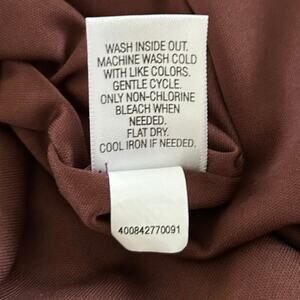 WASH INSIDE OUT.
MACHINE WASH COLD
WITH LIKE COLORS.
GENTLE CYCLE.
ONLY NON-CHLORINE
BLEACH WHEN
NEEDED.
FLAT DRY.
COOL IRON IF NEEDED.
400842770091